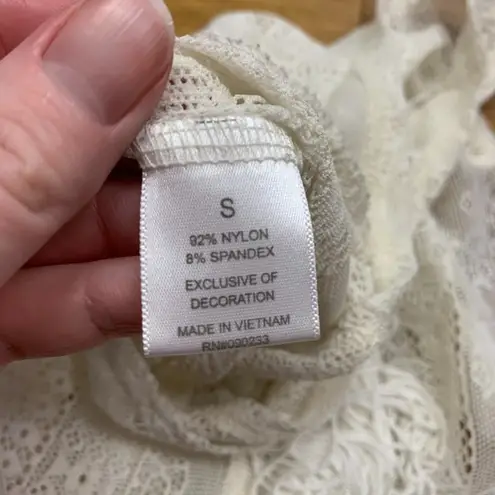 S
92% NYLON
8% SPANDEX
EXCLUSIVE OF
DECORATION
MADE IN VIETNAM
RN#090233